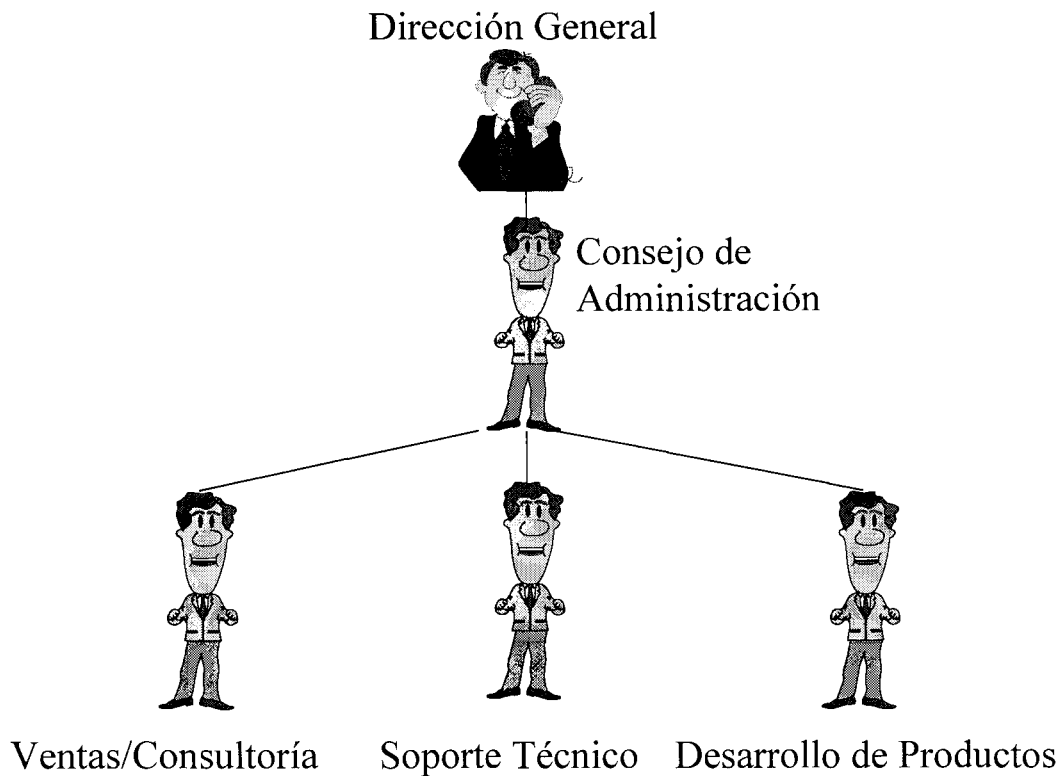 Dirección General
Consejo de
Administración
Ventas/Consultoría
Soporte Técnico
Desarrollo de Productos